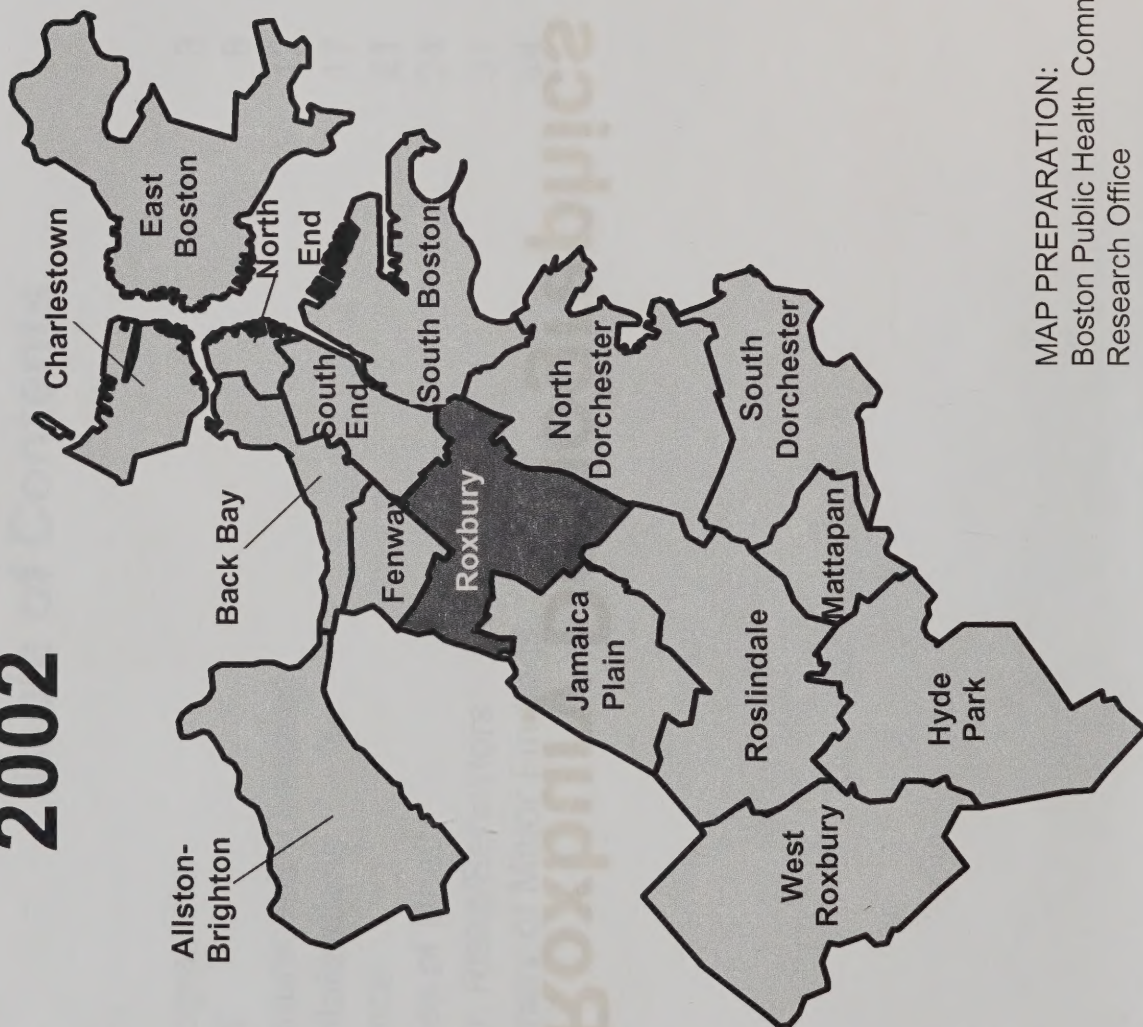 2002
Charlestown
East
Boston
North
End
Back Bay
South
End
South Boston
Allston-
Brighton
Fenway
Roxbury
North
Dorchester
Jamaica
Plain
South
Dorchester
Roslindale
Mattapan
West
Roxbury
Hyde
Park
MAP PREPARATION:
Boston Public Health Comm
Research Office